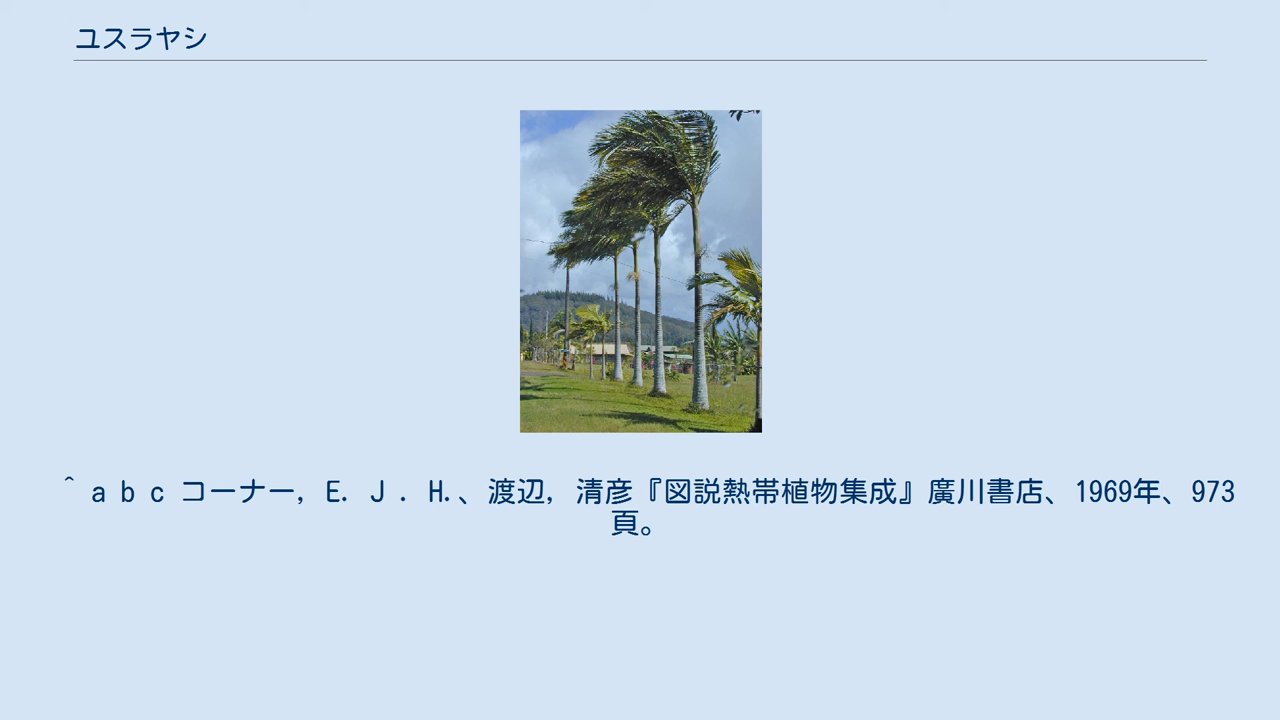 ユスラヤシ
^ a b c コーナー, E. J. H.、渡辺, 清彦『図説熱帯植物集成』廣川書店、1969年、973
頁。